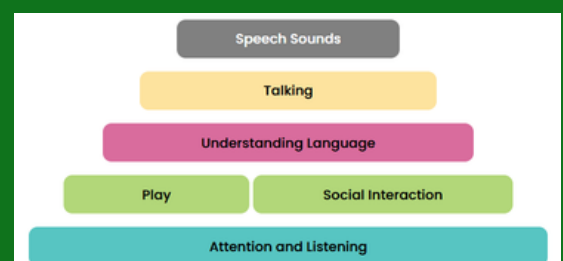 Speech Sounds
Talking
Understanding Language
Play Social Interaction
Attention and Listening